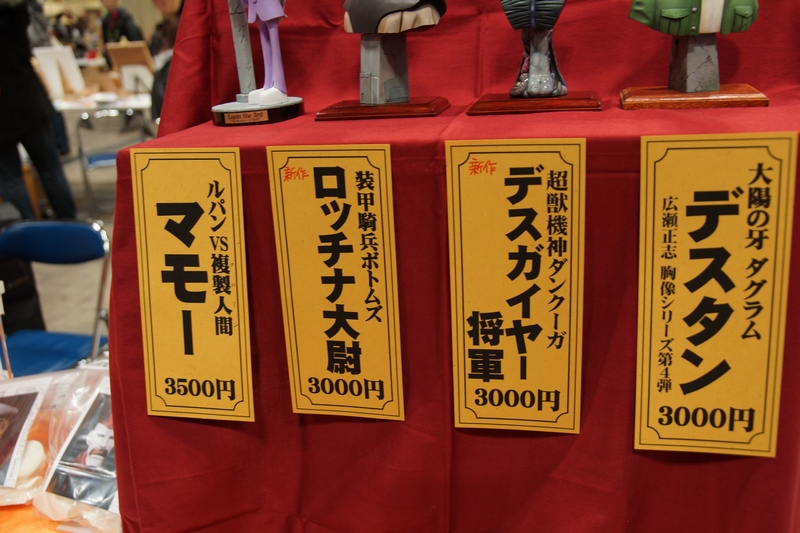 Lupin the 3rd
ルパンVS複製人間
マモー
3500円
新作
装甲騎兵ボトムズ
ロッチナ大尉
3000円
新作
超獣機神ダンクーガ
デスガイヤー
将軍
3000円
大陽の牙 ダグラム
デスタン
広瀬正志 胸像シリーズ第4弾
3000円